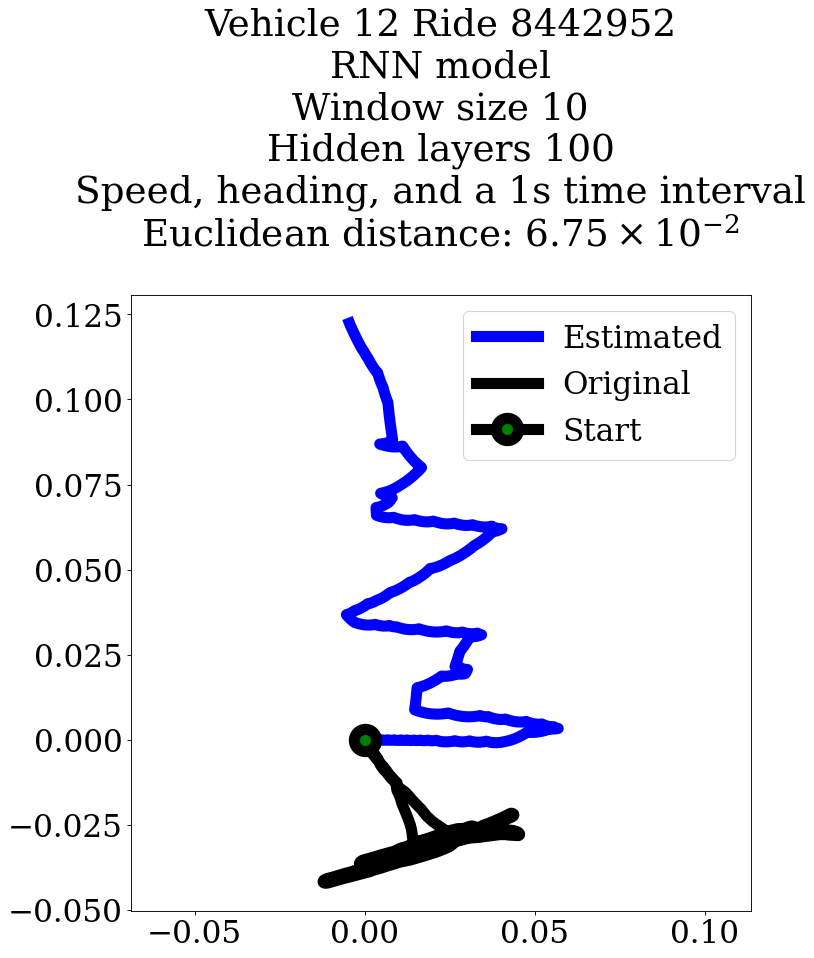 Vehicle 12 Ride 8442952
RNN model
Window size 10
Hidden layers 100
Speed, heading, and a 1s time interval
Euclidean distance: 6.75 × 10⁻²
Estimated
Original
Start
0.125
0.100
0.075
0.050
0.025
0.000
−0.025
−0.050
−0.05 0.00 0.05 0.10